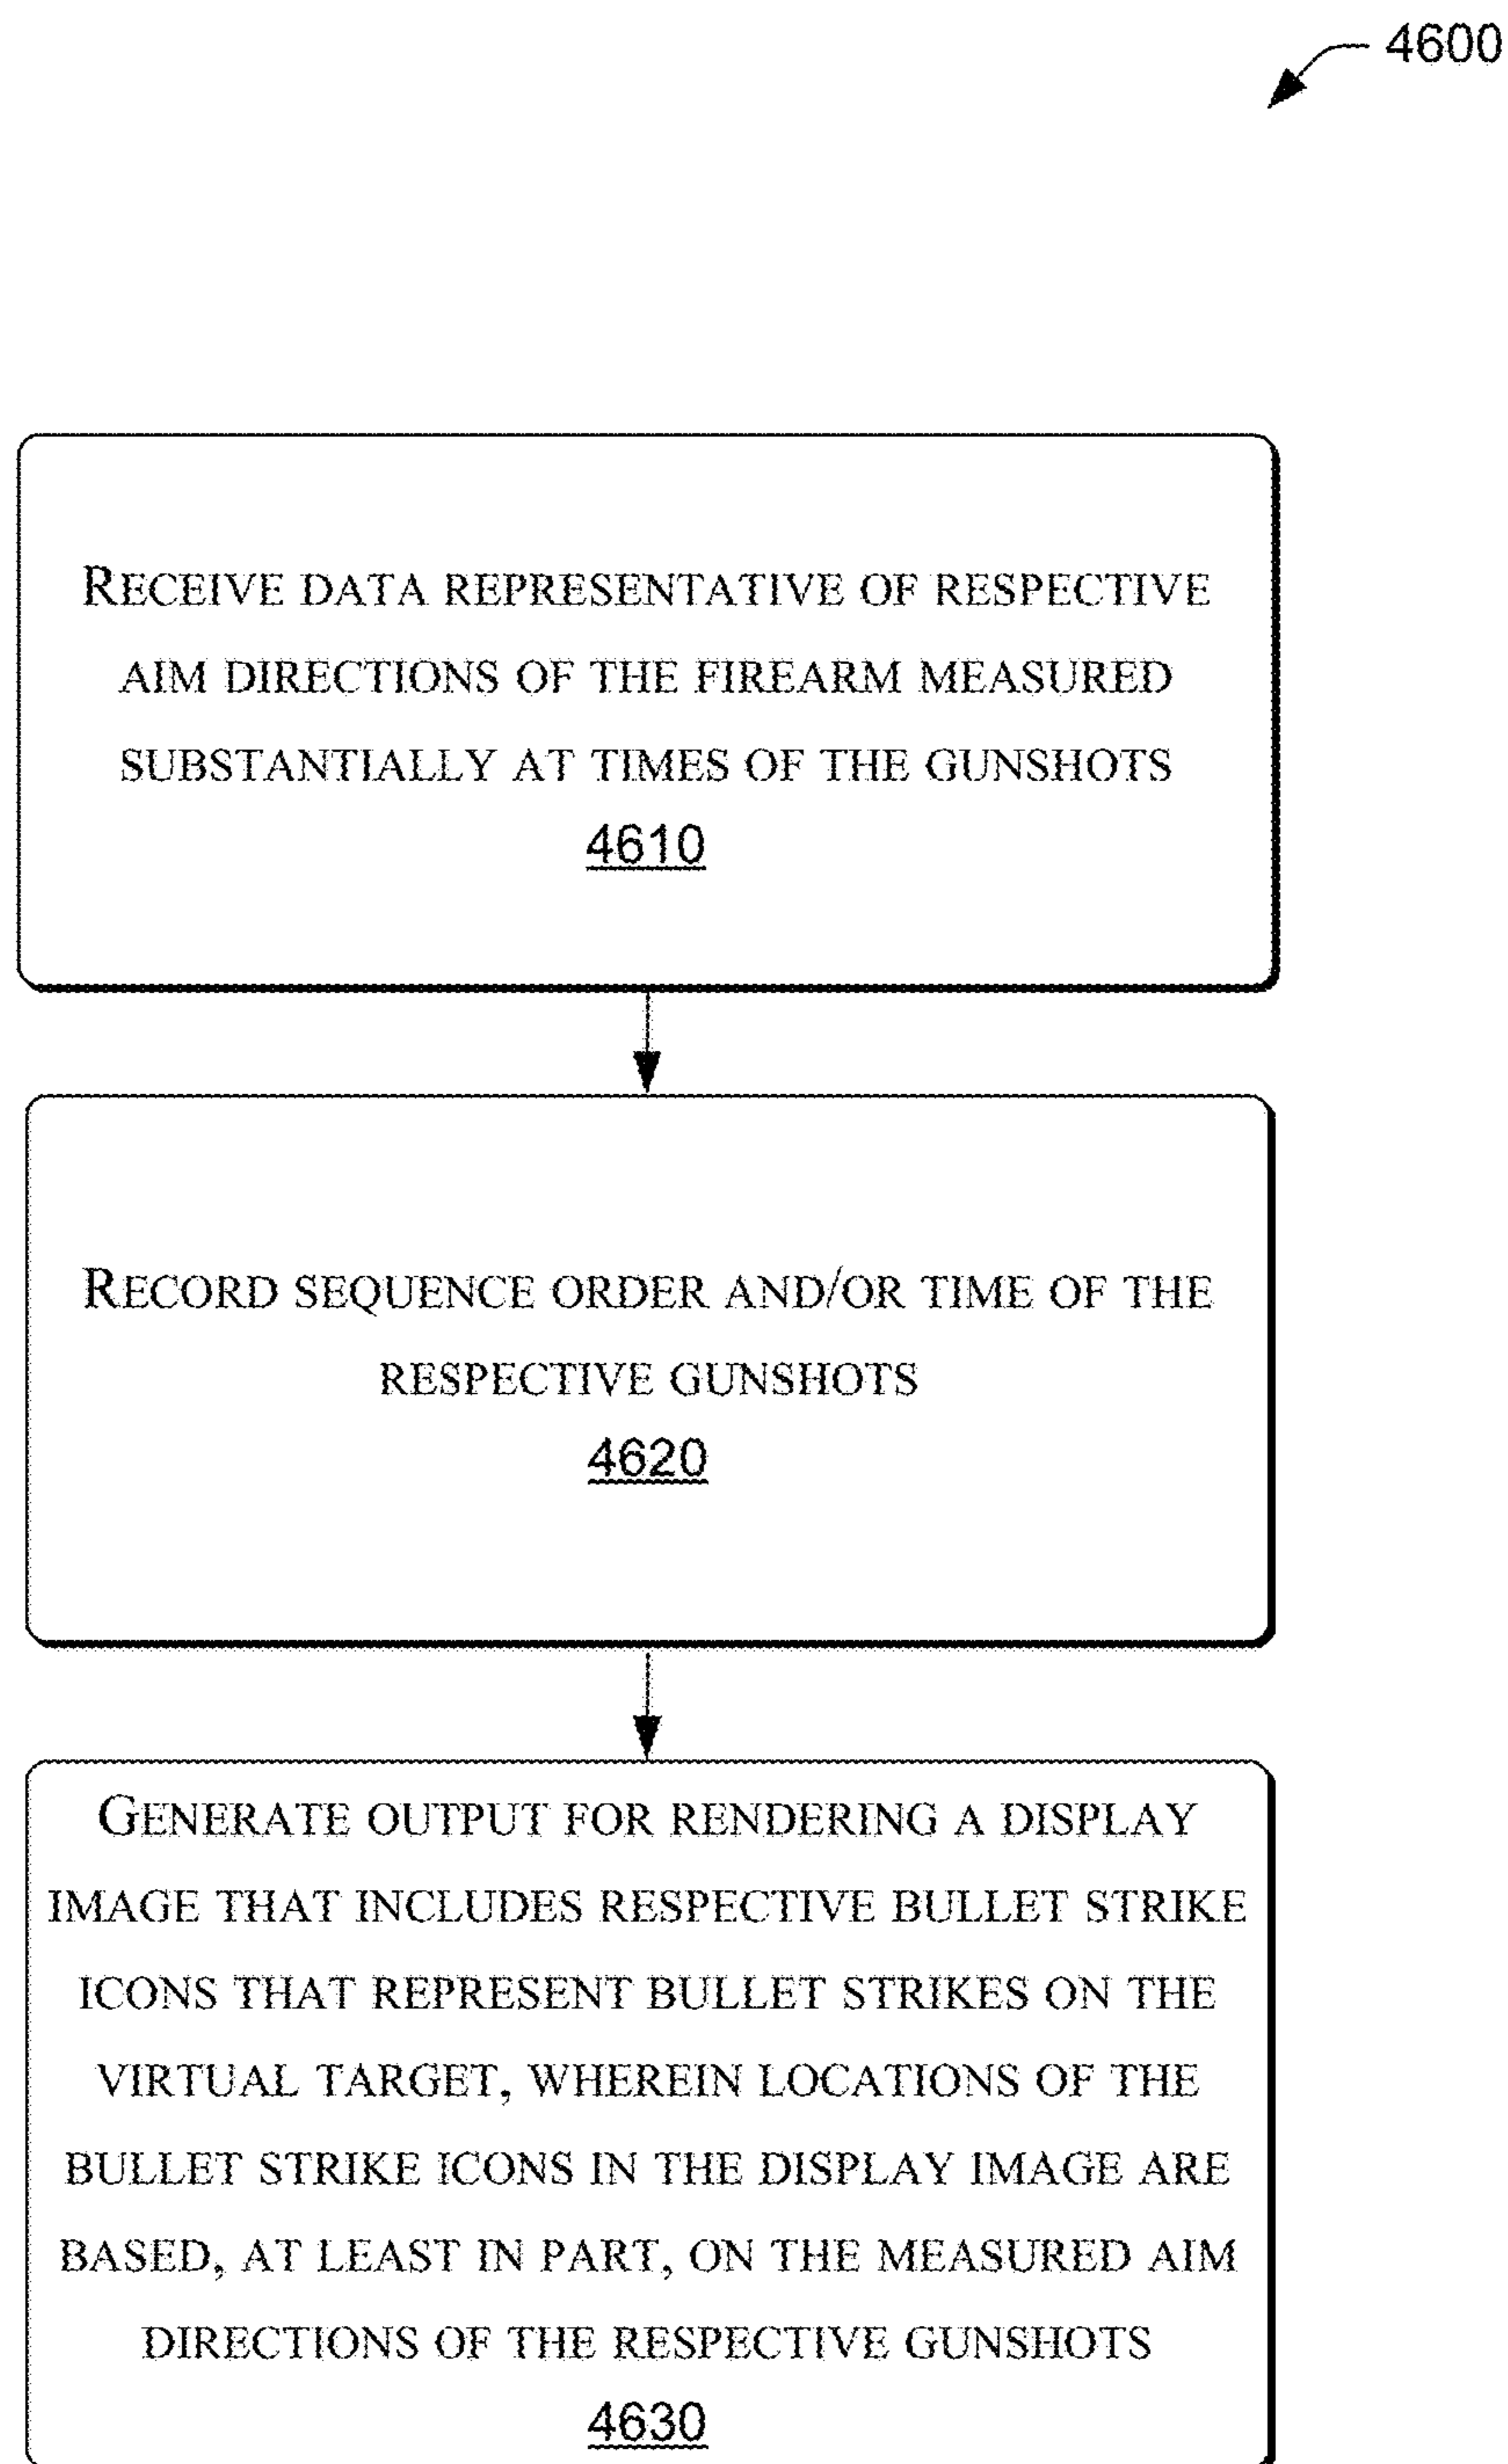 4600
RECEIVE DATA REPRESENTATIVE OF RESPECTIVE
AIM DIRECTIONS OF THE FIREARM MEASURED
SUBSTANTIALLY AT TIMES OF THE GUNSHOTS
4610
RECORD SEQUENCE ORDER AND/OR TIME OF THE
RESPECTIVE GUNSHOTS
4620
GENERATE OUTPUT FOR RENDERING A DISPLAY
IMAGE THAT INCLUDES RESPECTIVE BULLET STRIKE
ICONS THAT REPRESENT BULLET STRIKES ON THE
VIRTUAL TARGET, WHEREIN LOCATIONS OF THE
BULLET STRIKE ICONS IN THE DISPLAY IMAGE ARE
BASED, AT LEAST IN PART, ON THE MEASURED AIM
DIRECTIONS OF THE RESPECTIVE GUNSHOTS
4630